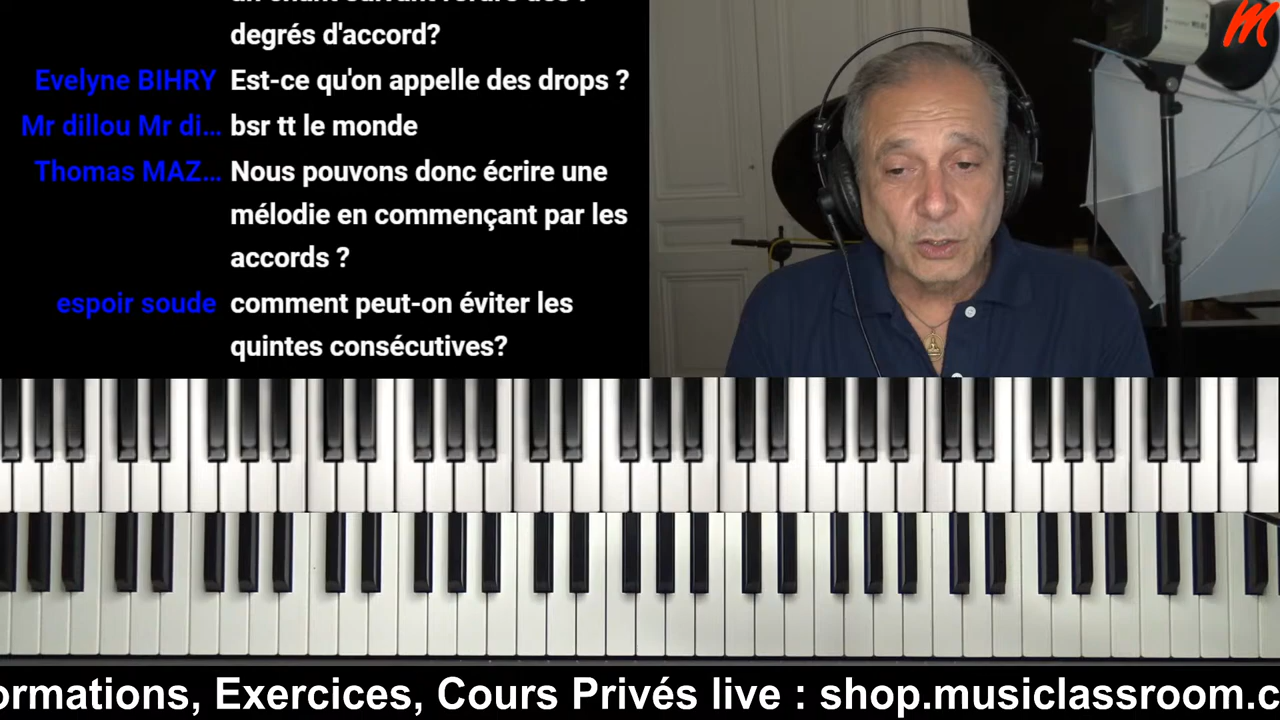 degrés d'accord?
Evelyne BIHRY Est-ce qu'on appelle des drops ?
Mr dillou Mr di... bsr tt le monde
Thomas MAZ... Nous pouvons donc écrire une
mélodie en commençant par les
accords ?
espoir soude comment peut-on éviter les
quintes consécutives?
M
ormations, Exercices, Cours Privés live : shop.musiclassroom.c